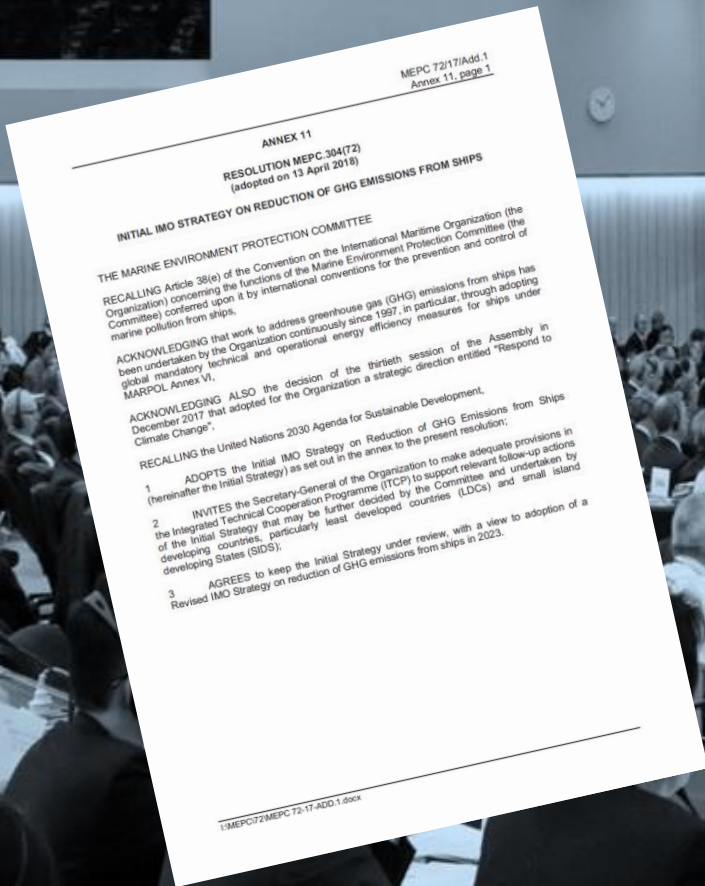 MEPC 72/17/Add.1
Annex 11, page 1
ANNEX 11
RESOLUTION MEPC.304(72)
(adopted on 13 April 2018)
INITIAL IMO STRATEGY ON REDUCTION OF GHG EMISSIONS FROM SHIPS
THE MARINE ENVIRONMENT PROTECTION COMMITTEE
RECALLING Article 38(e) of the Convention on the International Maritime Organization (the
Organization) concerning the functions of the Marine Environment Protection Committee (the
Committee) conferred upon it by international conventions for the prevention and control of
marine pollution from ships,
ACKNOWLEDGING that work to address greenhouse gas (GHG) emissions from ships has
been undertaken by the Organization continuously since 1997, in particular, through adopting
global mandatory technical and operational energy efficiency measures for ships under
MARPOL Annex VI,
ACKNOWLEDGING ALSO the decision of the thirtieth session of the Assembly in
December 2017 that adopted for the Organization a strategic direction entitled "Respond to
Climate Change",
RECALLING the United Nations 2030 Agenda for Sustainable Development,
1 ADOPTS the Initial IMO Strategy on Reduction of GHG Emissions from Ships
(hereinafter the Initial Strategy) as set out in the annex to the present resolution;
2 INVITES the Secretary-General of the Organization to make adequate provisions in
the Integrated Technical Cooperation Programme (ITCP) to support relevant follow-up actions
of the Initial Strategy that may be further decided by the Committee and undertaken by
developing countries, particularly least developed countries (LDCs) and small island
developing States (SIDS);
3 AGREES to keep the Initial Strategy under review, with a view to adoption of a
Revised IMO Strategy on reduction of GHG emissions from ships in 2023.
I:\MEPC\72\MEPC 72-17-ADD.1.docx